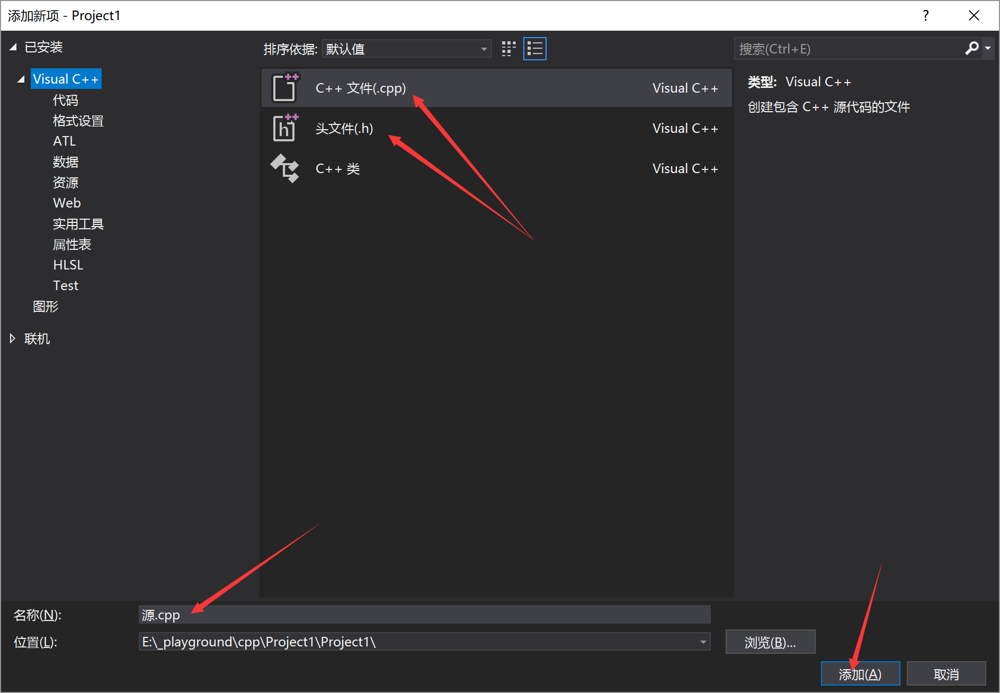 添加新项 - Project1
?
已安装
Visual C++
代码
格式设置
ATL
数据
资源
Web
实用工具
属性表
HLSL
Test
图形
联机
排序依据: 默认值
C++ 文件(.cpp) Visual C++
头文件(.h) Visual C++
C++ 类 Visual C++
搜索(Ctrl+E)
类型: Visual C++
创建包含 C++ 源代码的文件
名称(N): 源.cpp
位置(L): E:\_playground\cpp\Project1\Project1\
浏览(B)...
添加(A) 取消